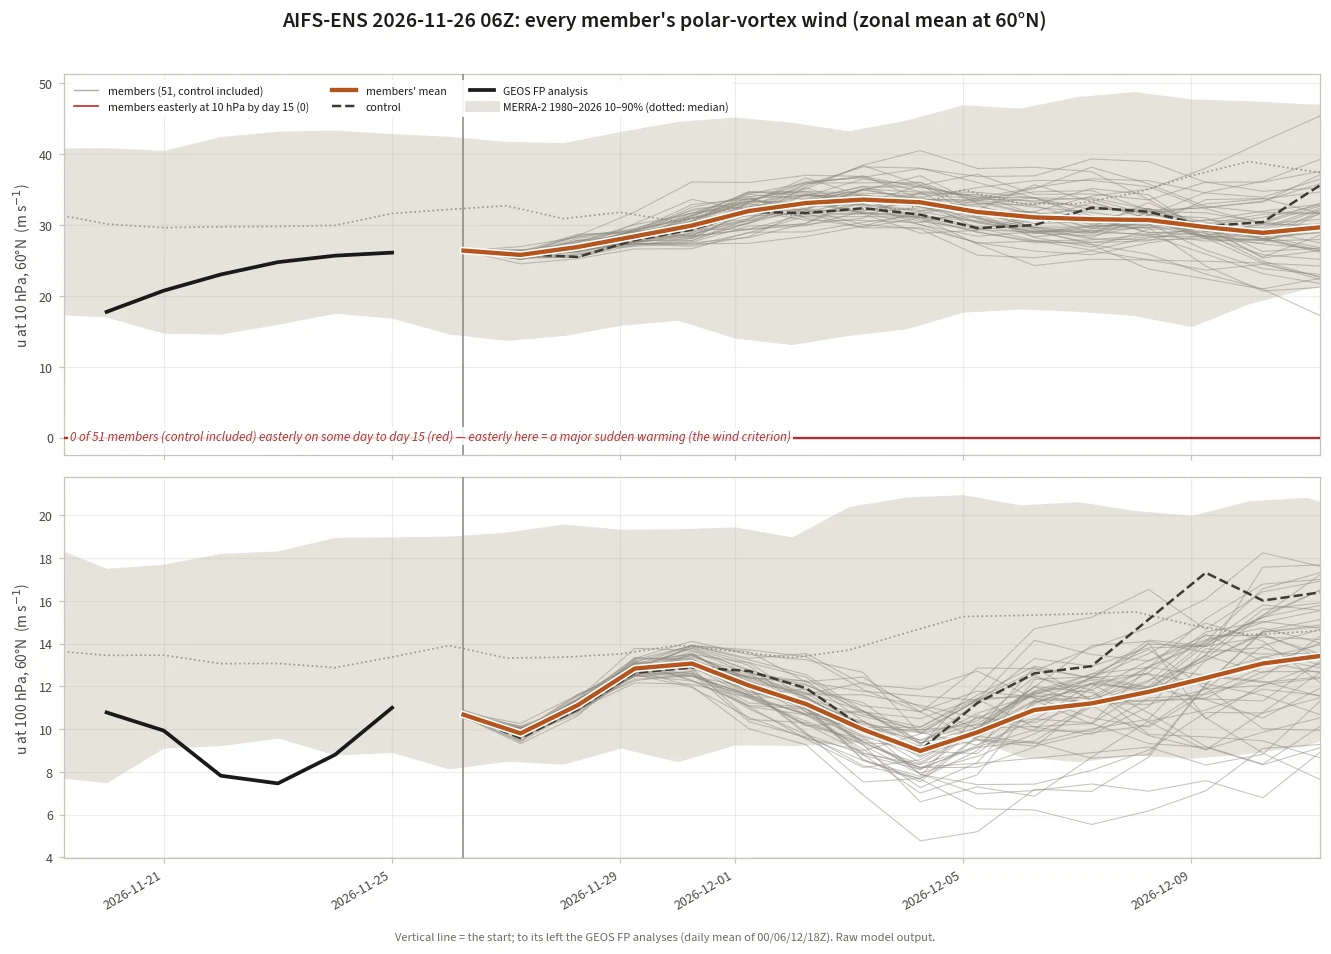 AIFS-ENS 2026-11-26 06Z: every member's polar-vortex wind (zonal mean at 60°N)
members (51, control included)
members easterly at 10 hPa by day 15 (0)
members' mean
control
GEOS FP analysis
MERRA-2 1980–2026 10–90% (dotted: median)
u at 10 hPa, 60°N (m s⁻¹)
50
40
30
20
10
0
0 of 51 members (control included) easterly on some day to day 15 (red) — easterly here = a major sudden warming (the wind criterion)
u at 100 hPa, 60°N (m s⁻¹)
20
18
16
14
12
10
8
6
4
2026-11-21
2026-11-25
2026-11-29
2026-12-01
2026-12-05
2026-12-09
Vertical line = the start; to its left the GEOS FP analyses (daily mean of 00/06/12/18Z). Raw model output.